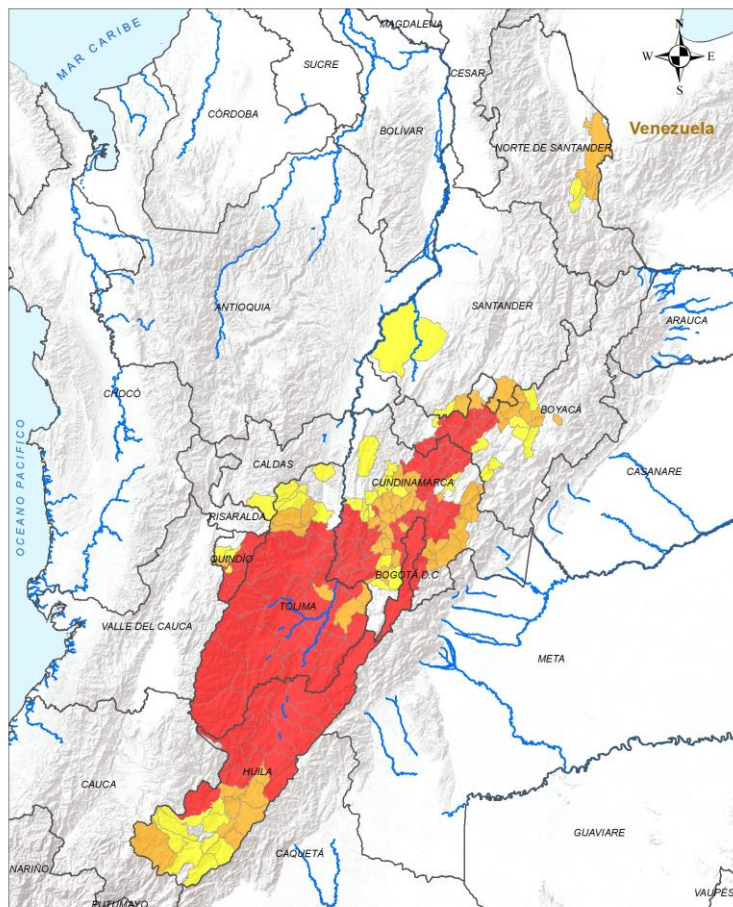 MAGDALENA
N
MAR CARIBE
SUCRE
CESAR
W
E
S
CÓRDOBA
BOLÍVAR
Venezuela
NORTE DE SANTANDER
ANTIOQUIA
SANTANDER
ARAUCA
CHOCÓ
BOYACÁ
OCEANO PACIFICO
CALDAS
CASANARE
CUNDINAMARCA
RISARALDA
QUINDÍO
BOGOTÁ,D.C
TOLIMA
VALLE DEL CAUCA
META
HUILA
CAUCA
GUAVIARE
CAQUETÁ
NARIÑO
PUTUMAYO
VAUPÉS